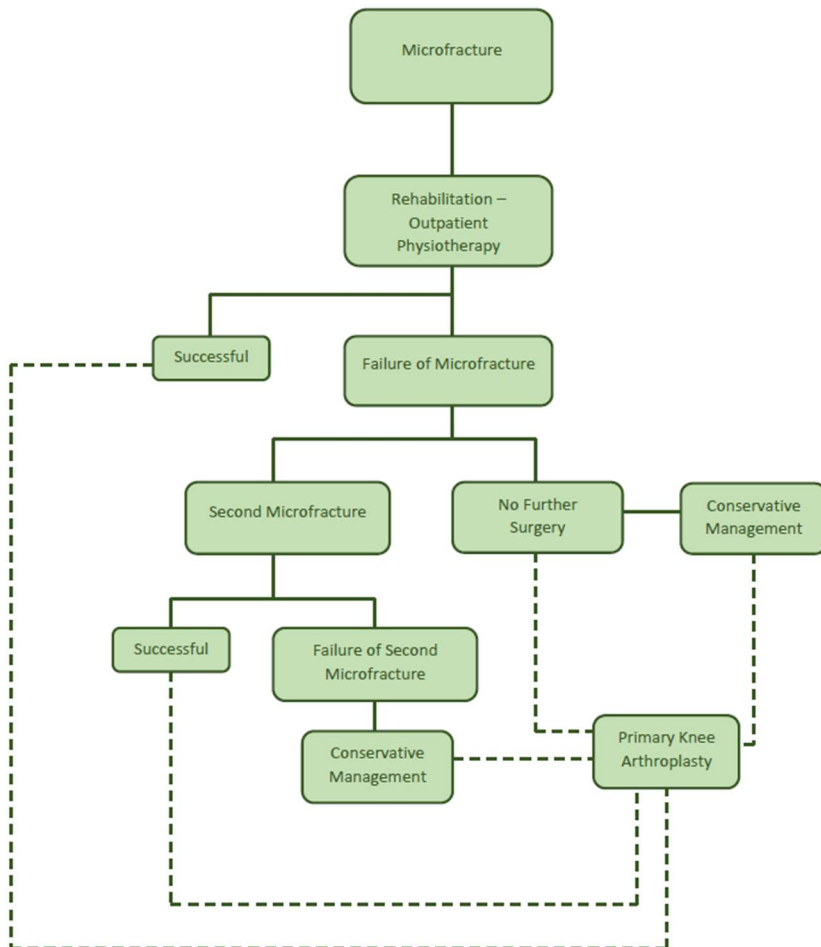 Microfracture
Rehabilitation –
Outpatient
Physiotherapy
Successful
Failure of Microfracture
Second Microfracture
No Further
Surgery
Conservative
Management
Successful
Failure of Second
Microfracture
Conservative
Management
Primary Knee
Arthroplasty